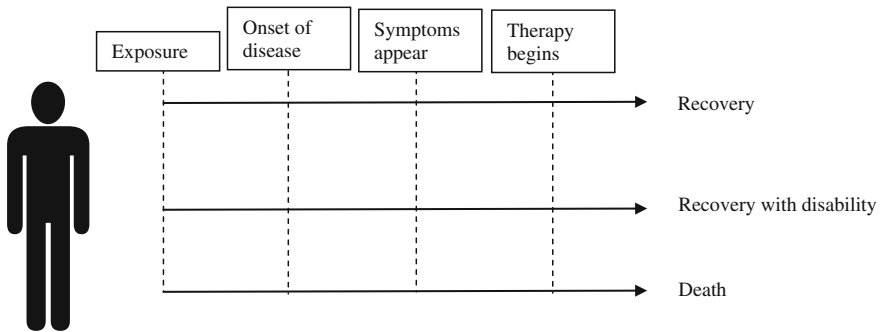 Exposure
Onset of
disease
Symptoms
appear
Therapy
begins
Recovery
Recovery with disability
Death